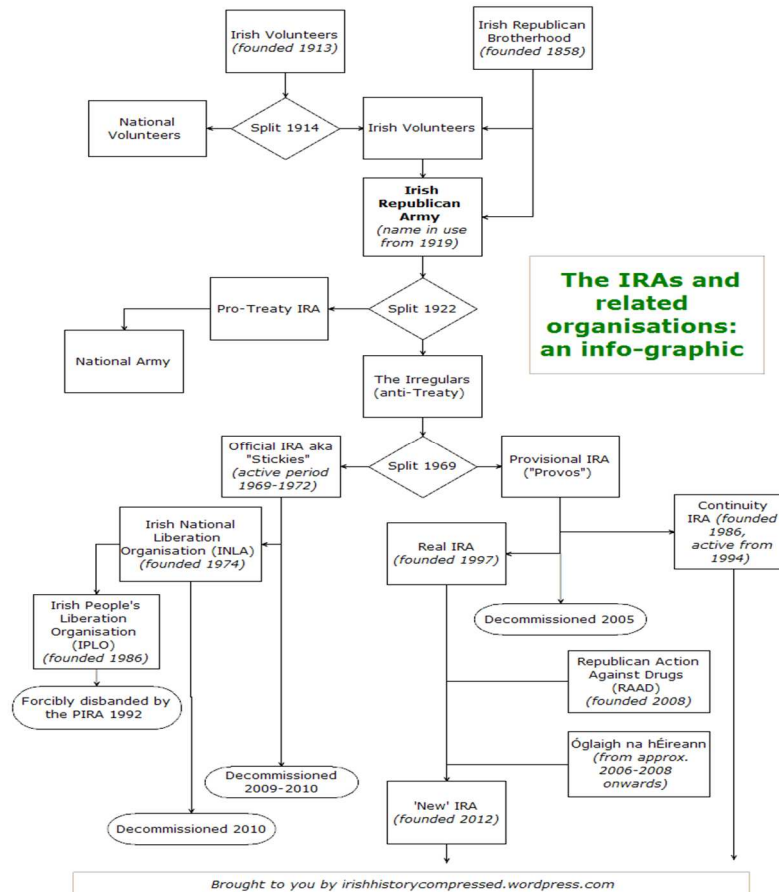 Irish Volunteers
(founded 1913)
Irish Republican
Brotherhood
(founded 1858)
National
Volunteers
Split 1914
Irish Volunteers
Irish
Republican
Army
(name in use
from 1919)
The IRAs and
related
organisations:
an info-graphic
Pro-Treaty IRA
Split 1922
National Army
The Irregulars
(anti-Treaty)
Official IRA aka
"Stickies"
(active period
1969-1972)
Split 1969
Provisional IRA
("Provos")
Continuity
IRA (founded
1986,
active from
1994)
Irish National
Liberation
Organisation (INLA)
(founded 1974)
Real IRA
(founded 1997)
Irish People's
Liberation
Organisation
(IPLO)
(founded 1986)
Decommissioned 2005
Republican Action
Against Drugs
(RAAD)
(founded 2008)
Forcibly disbanded by
the PIRA 1992
Óglaigh na hÉireann
(from approx.
2006-2008
onwards)
Decommissioned
2009-2010
'New' IRA
(founded 2012)
Decommissioned 2010
Brought to you by irishhistorycompressed.wordpress.com